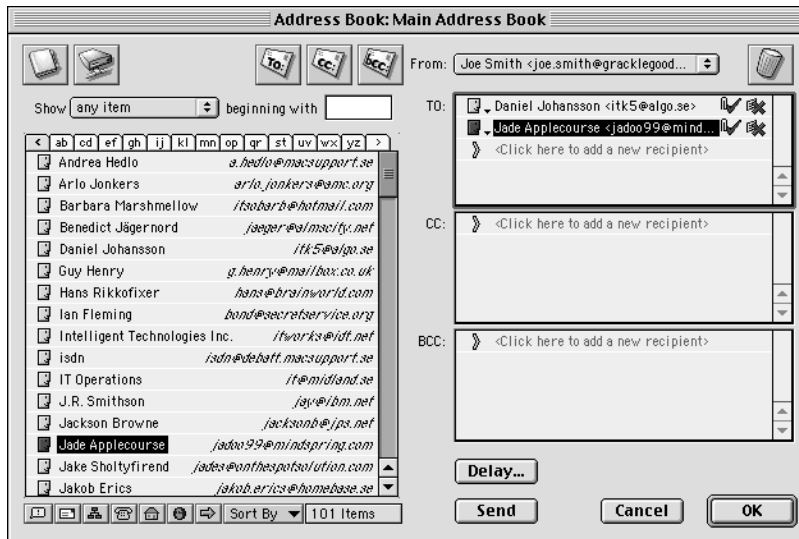 Address Book: Main Address Book
To: cc: bcc:
From: Joe Smith <joe.smith@gracklegood...
Show any item beginning with
< ab cd ef gh ij kl mn op qr st uv wx yz >
Andrea Hedlo a.hedlo@macsupport.se
Arlo Jonkers arlo.jonkers@amc.org
Barbara Marshmellow itsobarb@hotmail.com
Benedict Jägernord jaeger@almscity.net
Daniel Johansson itk5@algo.se
Guy Henry g.henry@mailbox.co.uk
Hans Rikkofixer hans@brainworld.com
Ian Fleming bond@secretservice.org
Intelligent Technologies Inc. itworks@idt.net
isdn isdn@debatt.macsupport.se
IT Operations it@midland.se
J.R. Smithson jay@ibm.net
Jackson Browne jacksonb@jps.net
Jade Applecourse jadoo99@mindspring.com
Jake Sholtyfirend jades@onthespotsolution.com
Jakob Erics jakob.erics@homebase.se
Sort By 101 Items
TO: Daniel Johansson <itk5@algo.se>
Jade Applecourse <jadoo99@mind...
<Click here to add a new recipient>
CC: <Click here to add a new recipient>
BCC: <Click here to add a new recipient>
Delay...
Send Cancel OK